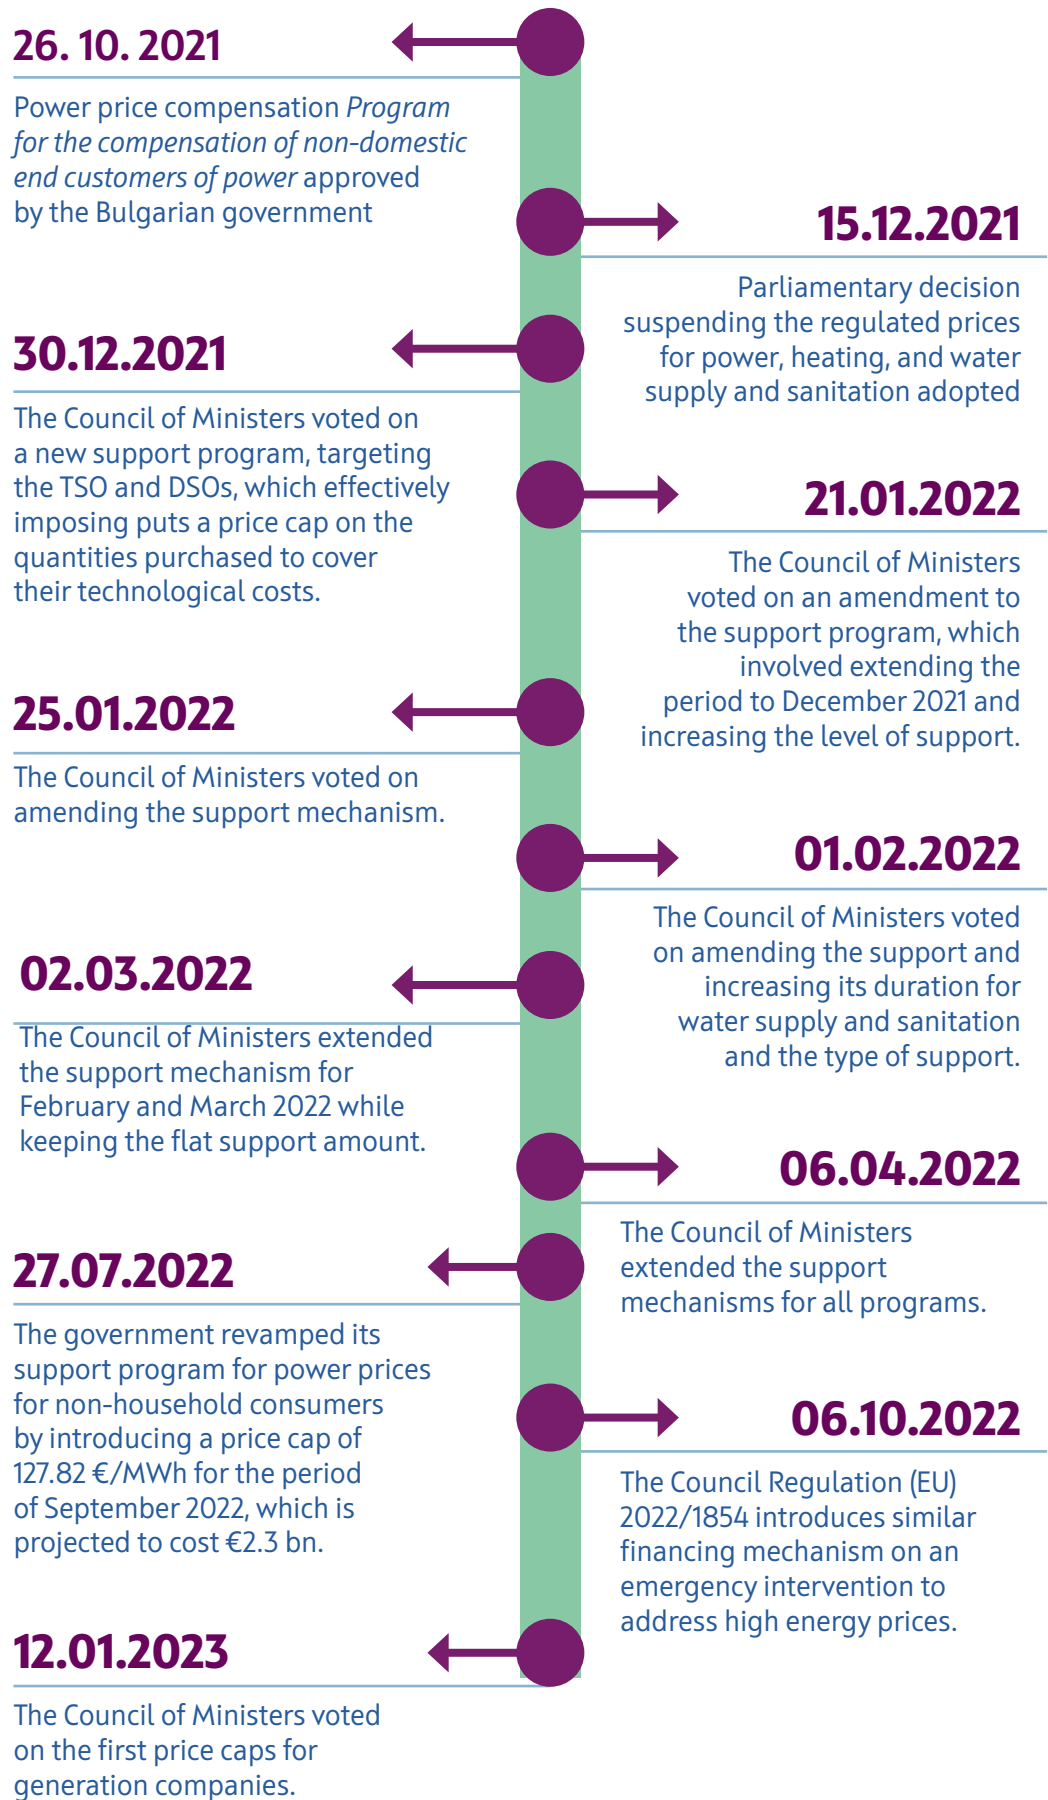 26. 10. 2021
Power price compensation Program
for the compensation of non-domestic
end customers of power approved
by the Bulgarian government
15.12.2021
Parliamentary decision
suspending the regulated prices
for power, heating, and water
supply and sanitation adopted
30.12.2021
The Council of Ministers voted on
a new support program, targeting
the TSO and DSOs, which effectively
imposing puts a price cap on the
quantities purchased to cover
their technological costs.
21.01.2022
The Council of Ministers
voted on an amendment to
the support program, which
involved extending the
period to December 2021 and
increasing the level of support.
25.01.2022
The Council of Ministers voted on
amending the support mechanism.
01.02.2022
The Council of Ministers voted
on amending the support and
increasing its duration for
water supply and sanitation
and the type of support.
02.03.2022
The Council of Ministers extended
the support mechanism for
February and March 2022 while
keeping the flat support amount.
06.04.2022
The Council of Ministers
extended the support
mechanisms for all programs.
27.07.2022
The government revamped its
support program for power prices
for non-household consumers
by introducing a price cap of
127.82 €/MWh for the period
of September 2022, which is
projected to cost €2.3 bn.
06.10.2022
The Council Regulation (EU)
2022/1854 introduces similar
financing mechanism on an
emergency intervention to
address high energy prices.
12.01.2023
The Council of Ministers voted
on the first price caps for
generation companies.